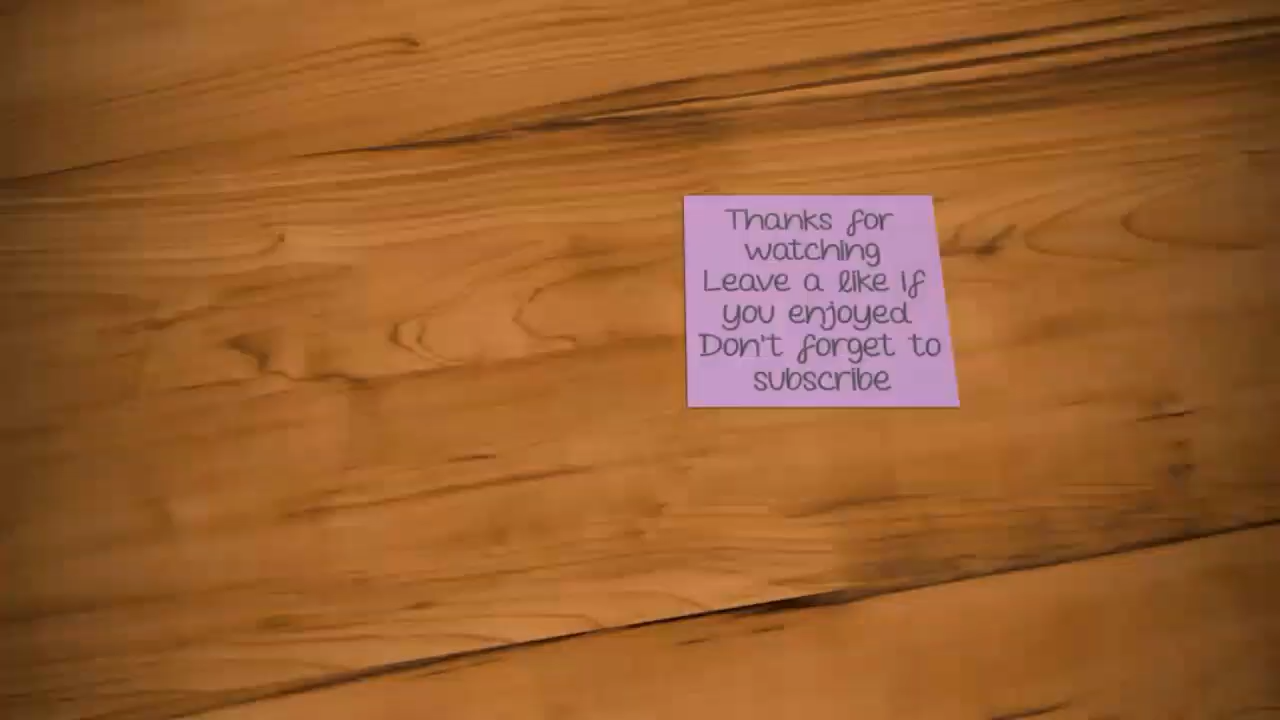 Thanks for
watching
Leave a like if
you enjoyed
Don't forget to
subscribe